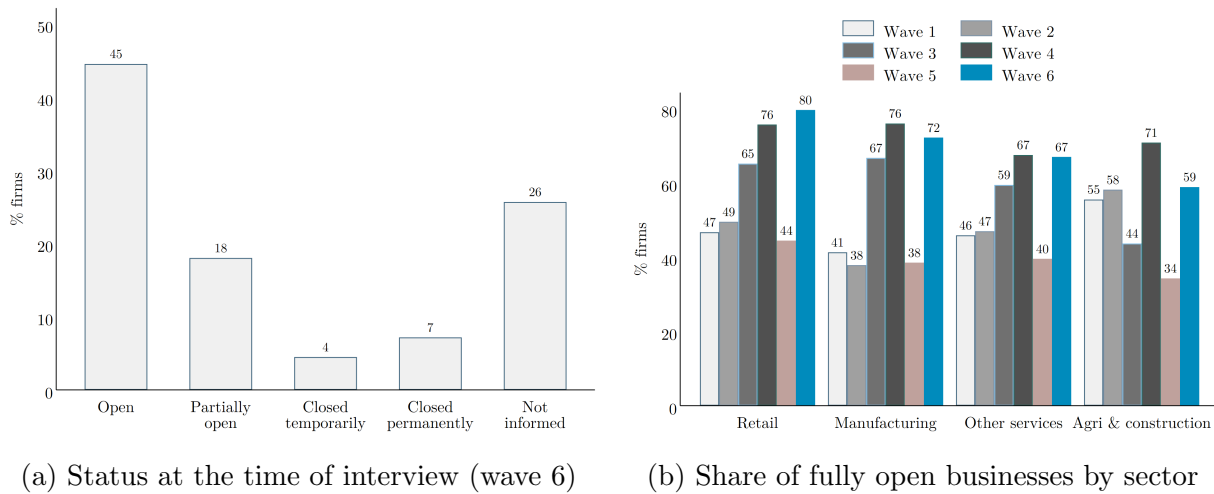 50
40
30
20
10
0
% firms
45
18
4
7
26
Open
Partially
open
Closed
temporarily
Closed
permanently
Not
informed
(a) Status at the time of interview (wave 6)
Wave 1
Wave 2
Wave 3
Wave 4
Wave 5
Wave 6
80
60
40
20
0
% firms
47
49
65
76
44
80
41
38
67
76
38
72
46
47
59
67
40
67
55
58
44
71
34
59
Retail
Manufacturing
Other services
Agri & construction
(b) Share of fully open businesses by sector